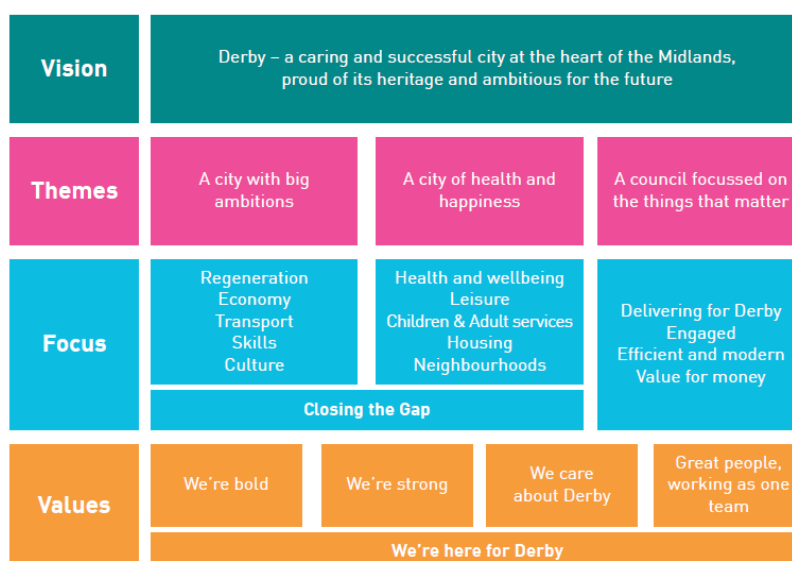 Vision
Derby – a caring and successful city at the heart of the Midlands,
proud of its heritage and ambitious for the future
Themes
A city with big
ambitions
A city of health and
happiness
A council focussed on
the things that matter
Focus
Regeneration
Economy
Transport
Skills
Culture
Health and wellbeing
Leisure
Children & Adult services
Housing
Neighbourhoods
Closing the Gap
Delivering for Derby
Engaged
Efficient and modern
Value for money
Values
We're bold
We're strong
We care
about Derby
Great people,
working as one
team
We're here for Derby